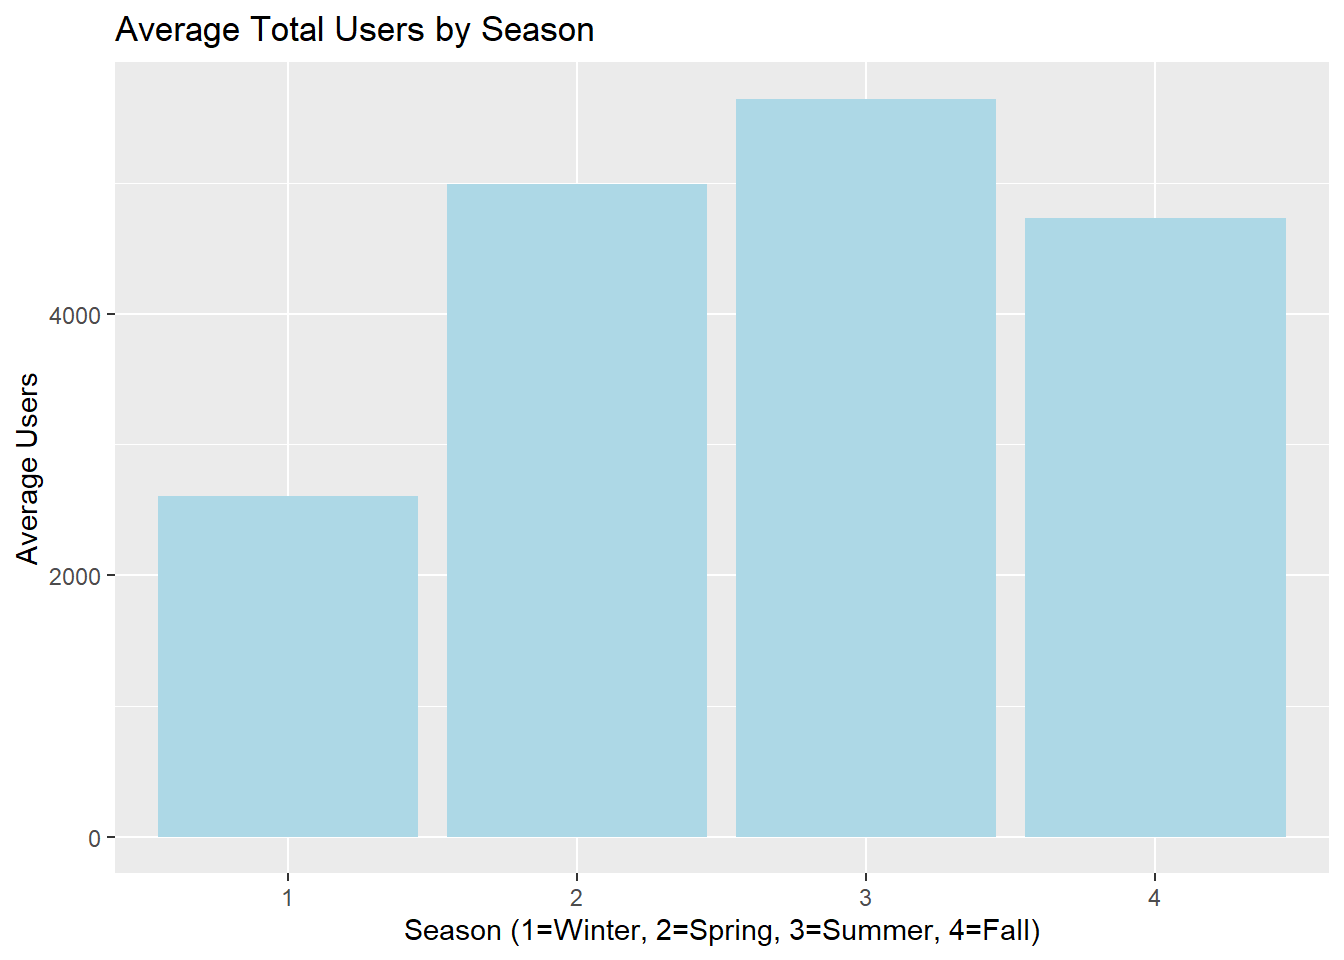 Average Total Users by Season
Average Users
4000
2000
0
1 2 3 4
Season (1=Winter, 2=Spring, 3=Summer, 4=Fall)